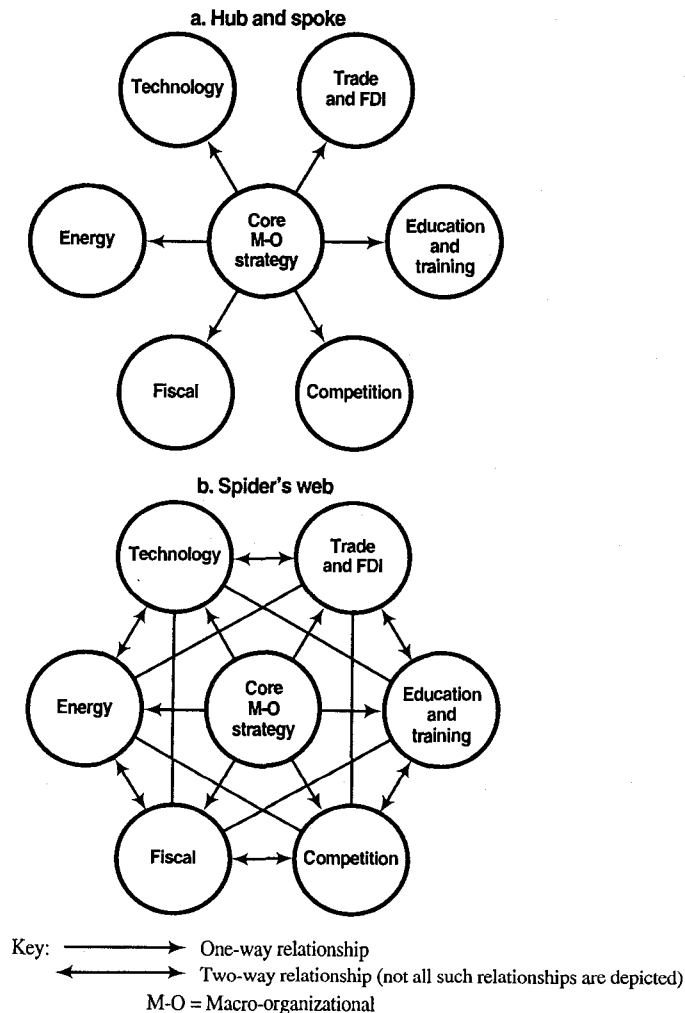 a. Hub and spoke
Technology
Trade
and FDI
Energy
Core
M-O
strategy
Education
and
training
Fiscal
Competition
b. Spider's web
Technology
Trade
and FDI
Energy
Core
M-O
strategy
Education
and
training
Fiscal
Competition
Key: One-way relationship
Two-way relationship (not all such relationships are depicted)
M-O = Macro-organizational